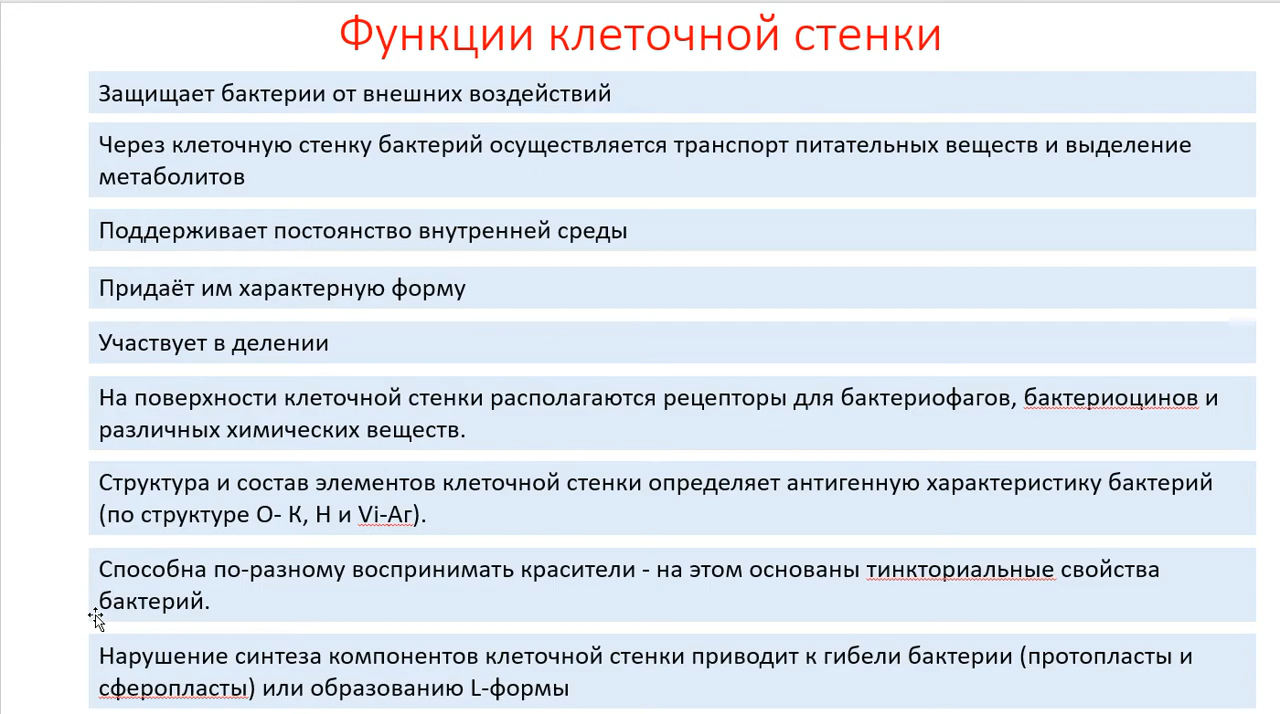 Функции клеточной стенки
Защищает бактерии от внешних воздействий
Через клеточную стенку бактерий осуществляется транспорт питательных веществ и выделение
метаболитов
Поддерживает постоянство внутренней среды
Придаёт им характерную форму
Участвует в делении
На поверхности клеточной стенки располагаются рецепторы для бактериофагов, бактериоцинов и
различных химических веществ.
Структура и состав элементов клеточной стенки определяет антигенную характеристику бактерий
(по структуре О- К, Н и Vi-Аг).
Способна по-разному воспринимать красители - на этом основаны тинкториальные свойства
бактерий.
Нарушение синтеза компонентов клеточной стенки приводит к гибели бактерии (протопласты и
сферопласты) или образованию L-формы